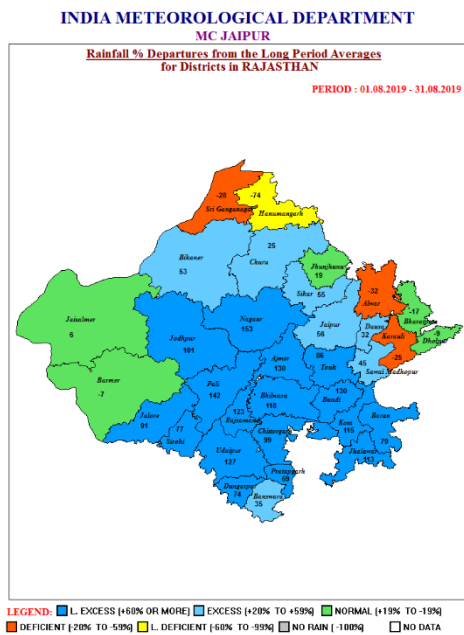 INDIA METEOROLOGICAL DEPARTMENT
MC JAIPUR
Rainfall % Departures from the Long Period Averages
for Districts in RAJASTHAN
PERIOD : 01.08.2019 - 31.08.2019
-28
Sri Ganganagar
-74
Hanumangarh
Bikaner
53
25
Churu
Jhunjhunu
19
Sikar 55
-32
Alwar
-17
Bharatpur
-9
Dholpur
Jaisalmer
6
Jodhpur
101
Nagaur
153
Jaipur
56
Dausa
32
Karauli
-26
45
Sawai Madhopur
Barmer
-7
Ajmer
130
86
Tonk
Pali
142
Bhilwara
118
130
Bundi
Jalore
91
77
Sirohi
123
Rajsamand
Chittorgarh
99
Kota
115
Baran
79
Jhalawar
113
Udaipur
127
Pratapgarh
69
Dungarpur
74
Banswara
35
LEGEND: L. EXCESS (+60% OR MORE) EXCESS (+20% TO +59%) NORMAL (+19% TO -19%)
DEFICIENT (-20% TO -59%) L. DEFICIENT (-60% TO -99%) NO RAIN (-100%) NO DATA